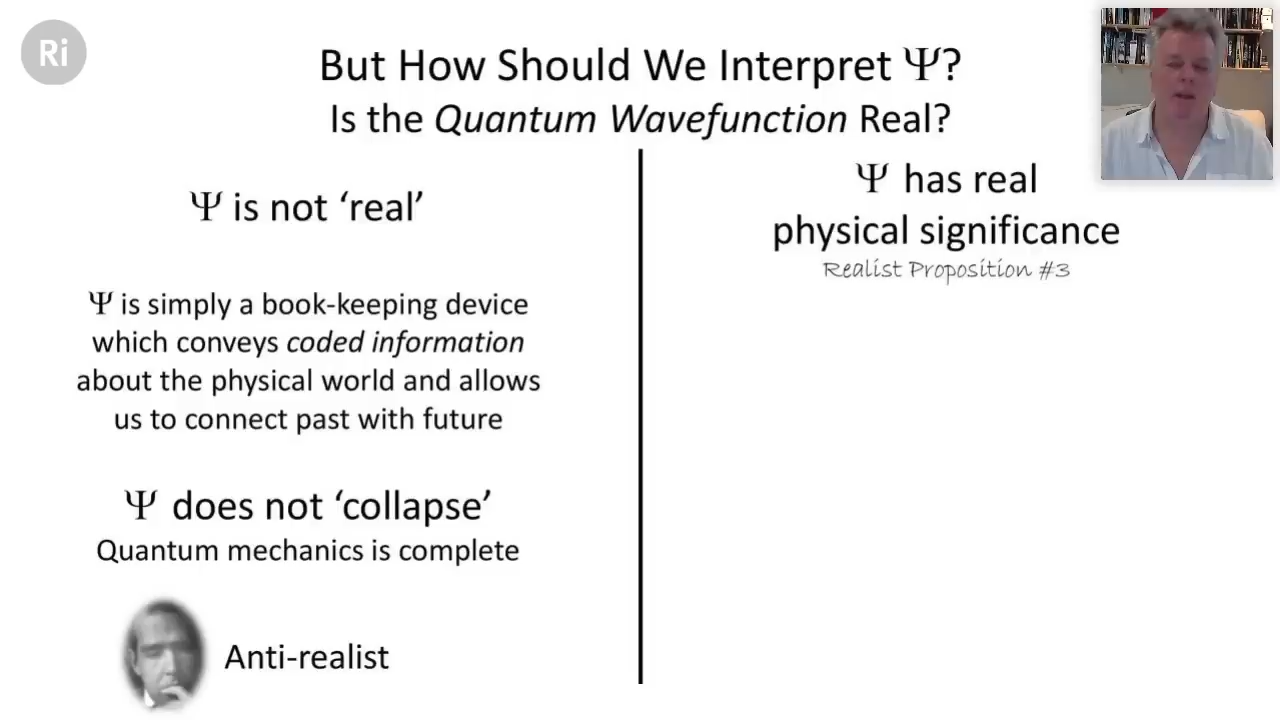 Ri
But How Should We Interpret Ψ?
Is the Quantum Wavefunction Real?
Ψ is not ‘real’
Ψ is simply a book-keeping device
which conveys coded information
about the physical world and allows
us to connect past with future
Ψ does not ‘collapse’
Quantum mechanics is complete
Anti-realist
Ψ has real
physical significance
Realist Proposition #3